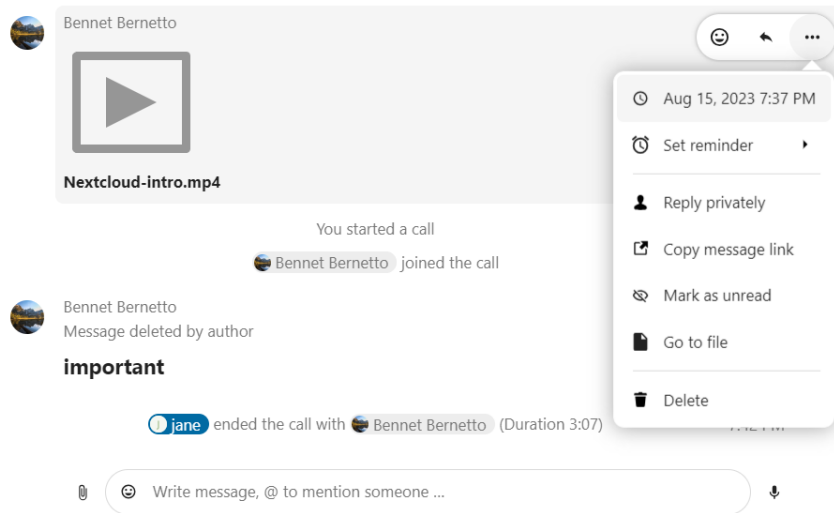 Bennet Bernetto
Nextcloud-intro.mp4
Aug 15, 2023 7:37 PM
Set reminder
Reply privately
Copy message link
Mark as unread
Go to file
Delete
You started a call
Bennet Bernetto joined the call
Bennet Bernetto
Message deleted by author
important
jane ended the call with Bennet Bernetto (Duration 3:07)
Write message, @ to mention someone ...